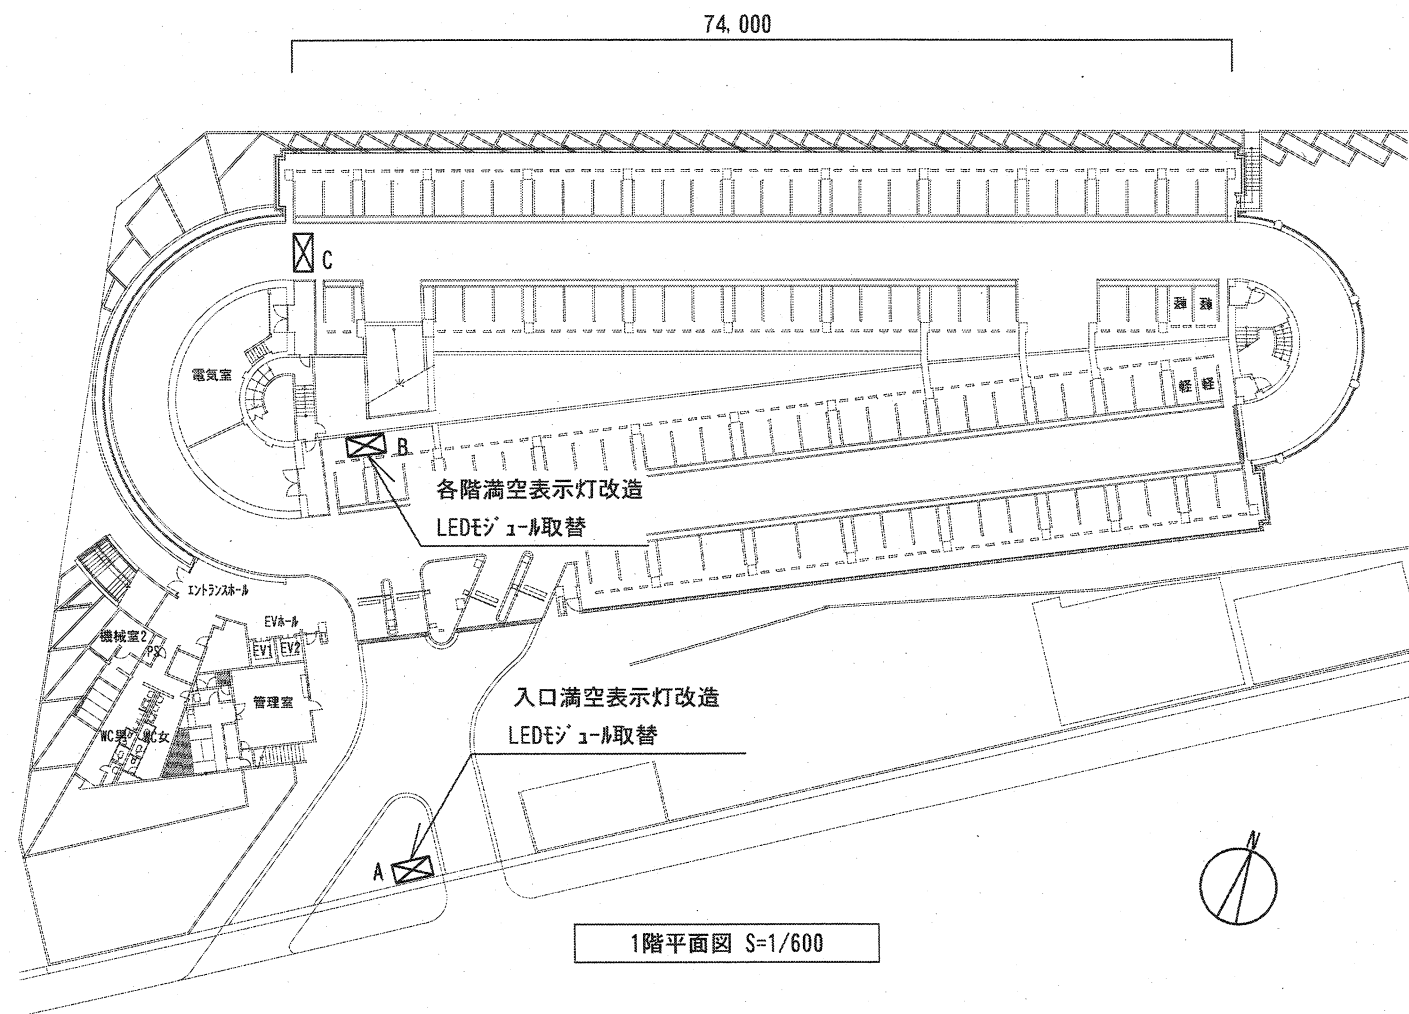 74,000
C
軽 軽
電気室
軽 軽
B
各階満空表示灯改造
LEDﾓｼﾞｭｰﾙ取替
エントランスホール
EVホール
機械室2
PS
EV1 EV2
管理室
WC男 WC女
入口満空表示灯改造
LEDﾓｼﾞｭｰﾙ取替
A
N
1階平面図 S=1/600